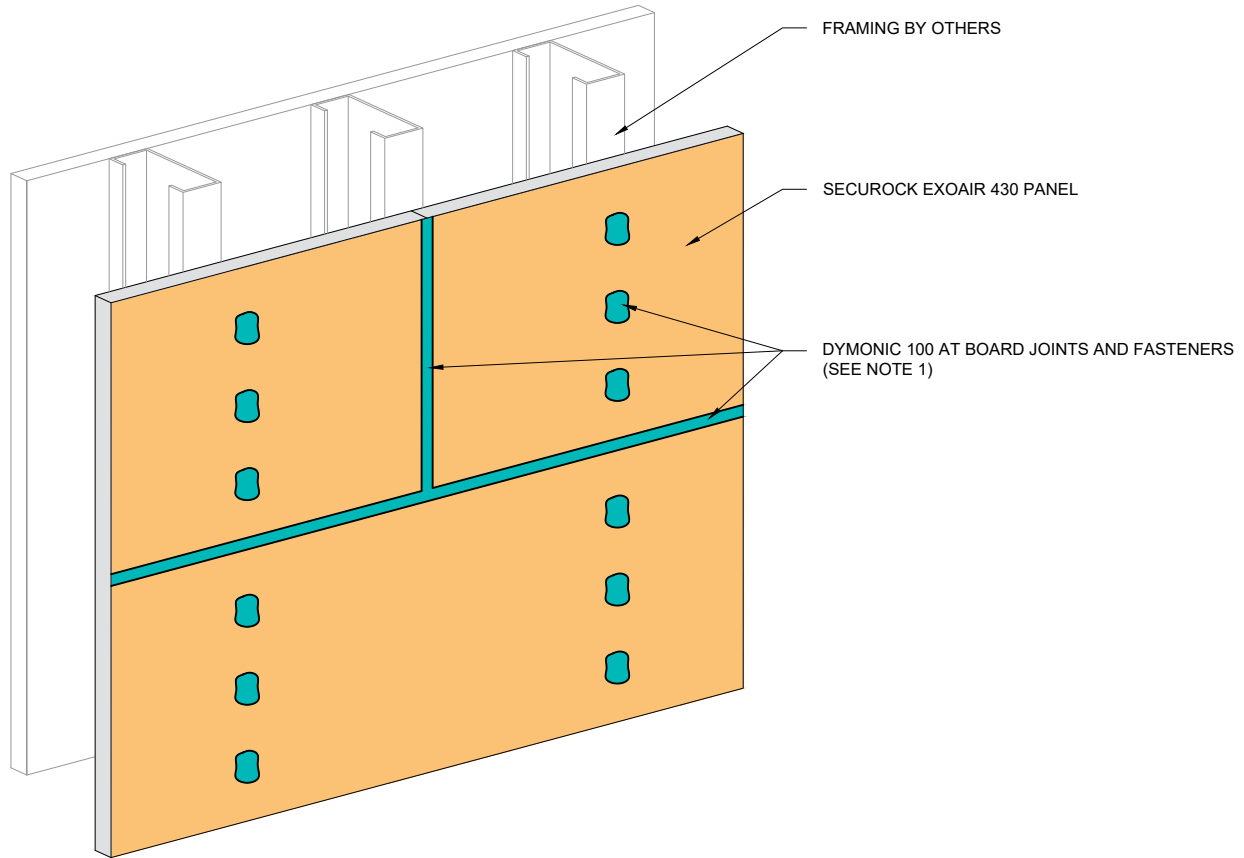 FRAMING BY OTHERS
SECUROCK EXOAIR 430 PANEL
DYMONIC 100 AT BOARD JOINTS AND FASTENERS
(SEE NOTE 1)